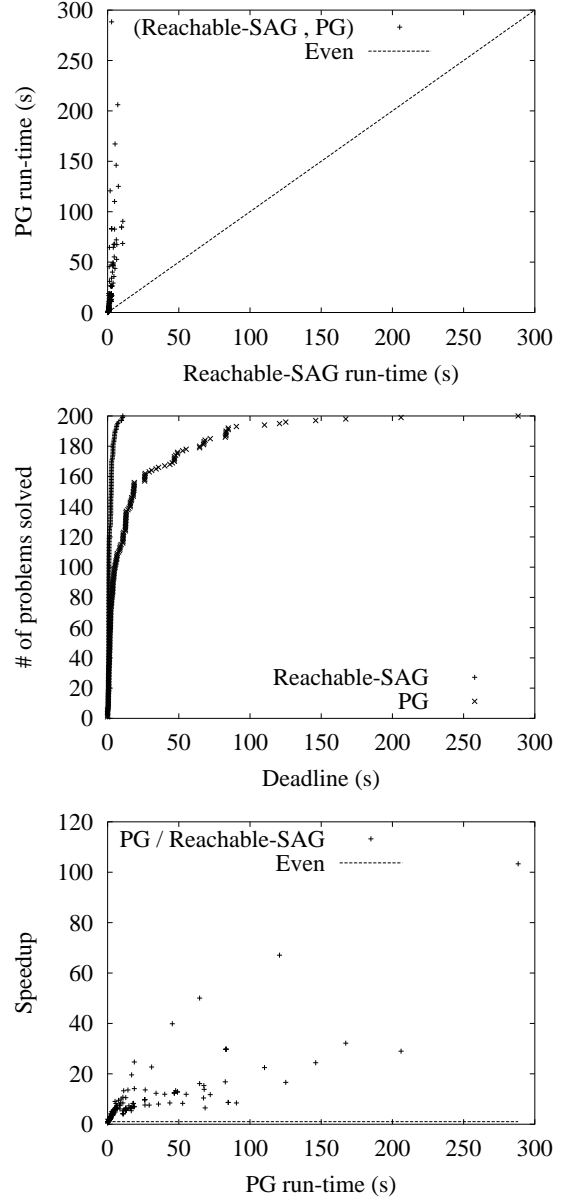 300
250
200
150
100
50
0
PG run-time (s)
(Reachable-SAG , PG)
Even
0 50 100 150 200 250 300
Reachable-SAG run-time (s)
200
180
160
140
120
100
80
60
40
20
0
# of problems solved
Reachable-SAG
PG
0 50 100 150 200 250 300
Deadline (s)
120
100
80
60
40
20
0
Speedup
PG / Reachable-SAG
Even
0 50 100 150 200 250 300
PG run-time (s)